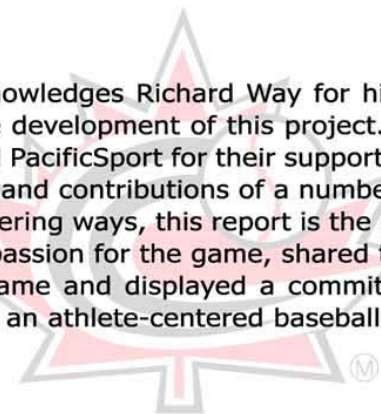 nowledges Richard Way for hi
development of this project.
PacificSport for their support
and contributions of a numbe
ering ways, this report is the
passion for the game, shared
ame and displayed a commit
an athlete-centered baseball
M